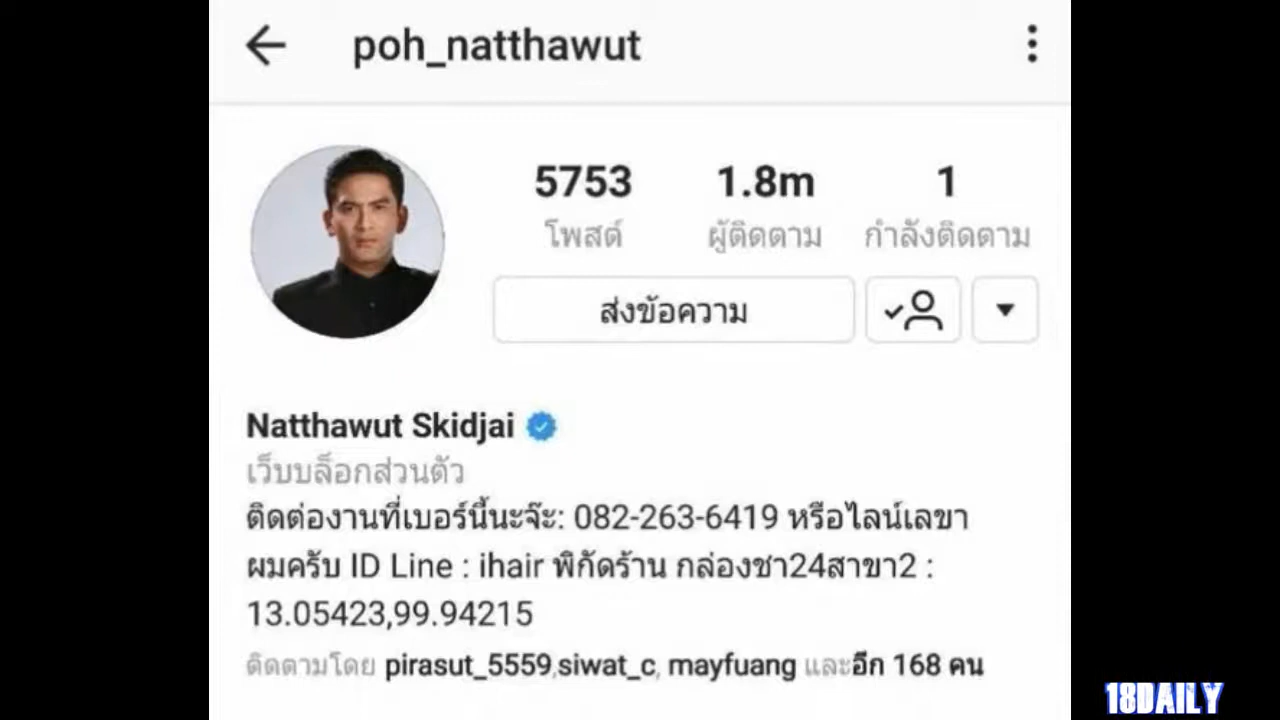 poh_natthawut
5753 1.8m 1
โพสต์ ผู้ติดตาม กำลังติดตาม
ส่งข้อความ
Natthawut Skidjai
เว็บบล็อกส่วนตัว
ติดต่องานที่เบอร์นี้นะจ๊ะ: 082-263-6419 หรือไลน์เลขา
ผมครับ ID Line : ihair พิกัดร้าน กล่องชา24สาขา2 :
13.05423,99.94215
ติดตามโดย pirasut_5559,siwat_c, mayfuang และอีก 168 คน
18DAILY